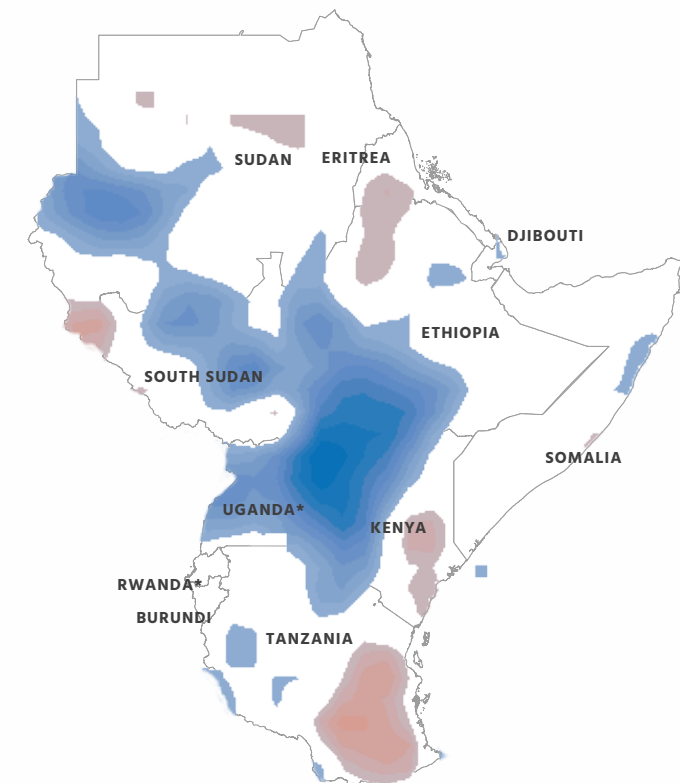 SUDAN
ERITREA
DJIBOUTI
ETHIOPIA
SOUTH SUDAN
SOMALIA
UGANDA*
KENYA
RWANDA*
BURUNDI
TANZANIA